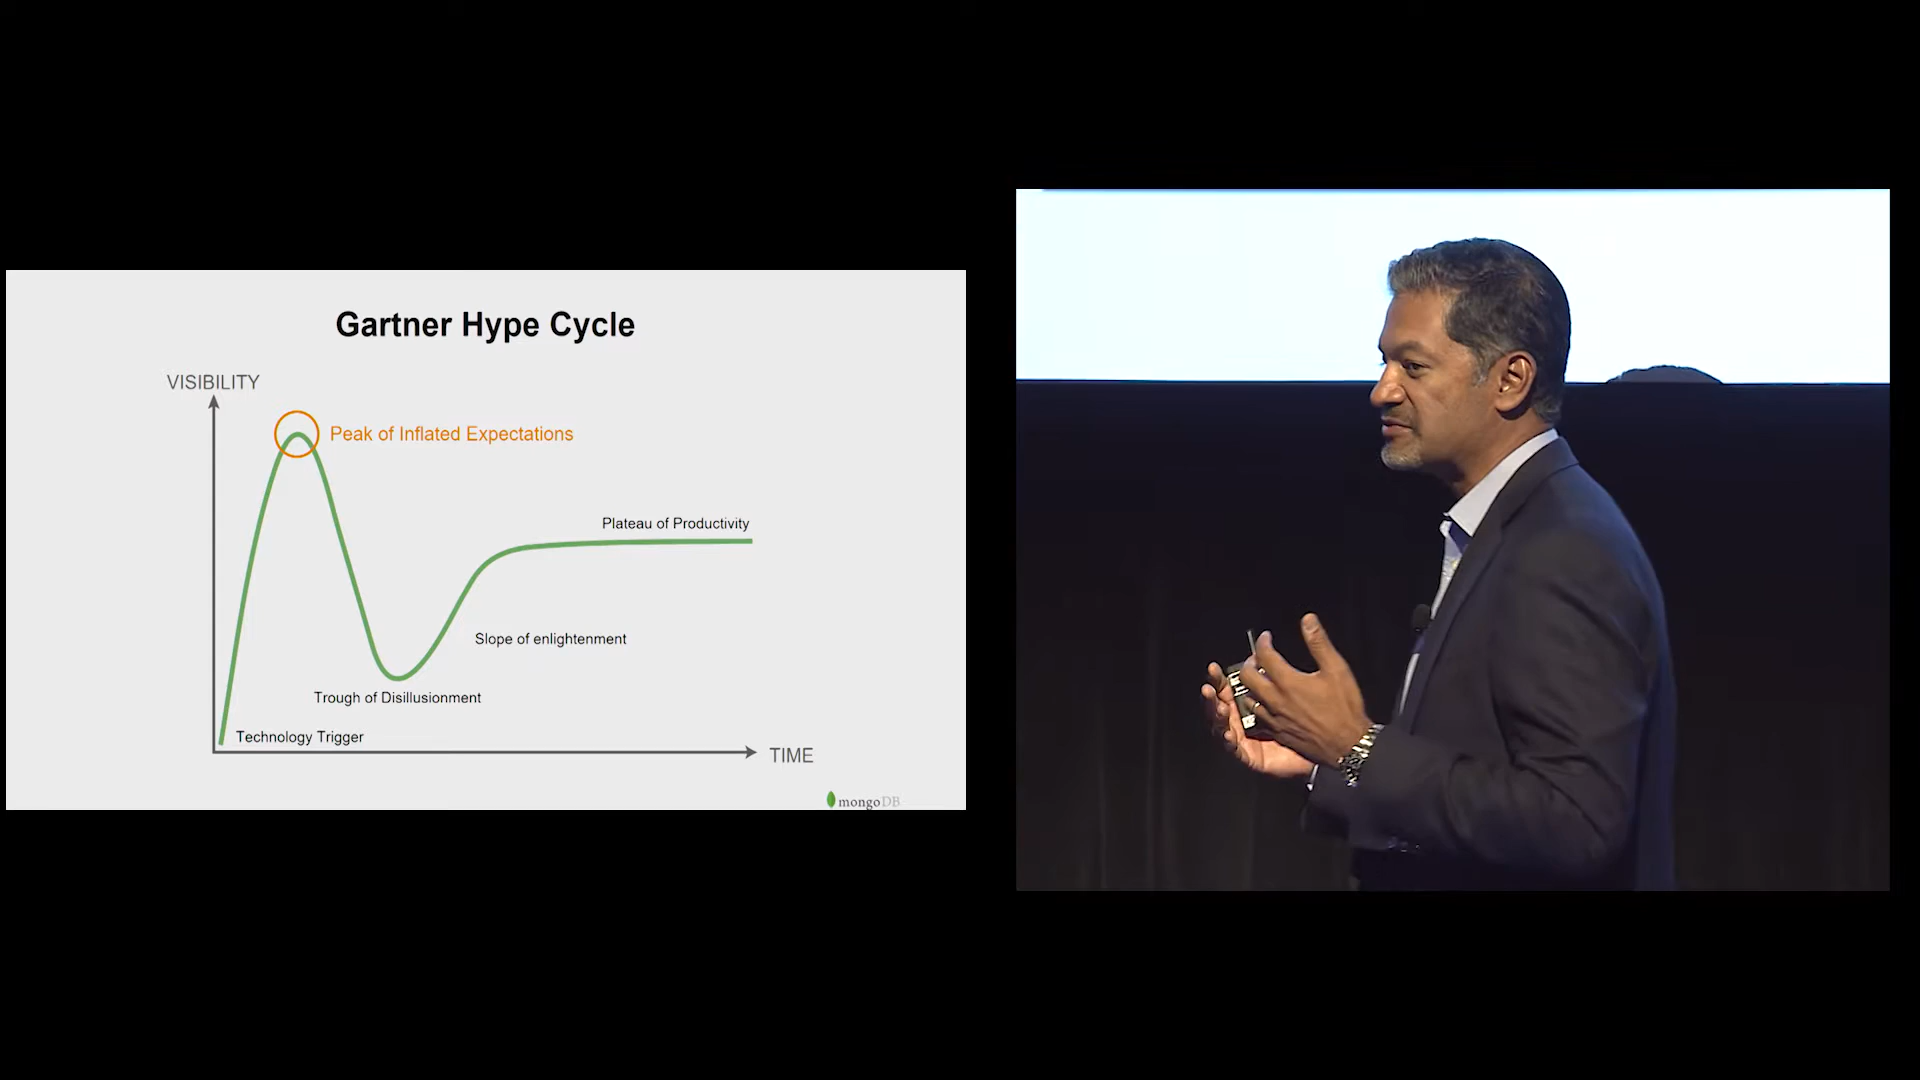 Gartner Hype Cycle
VISIBILITY
Peak of Inflated Expectations
Plateau of Productivity
Slope of enlightenment
Trough of Disillusionment
Technology Trigger
TIME
mongoDB